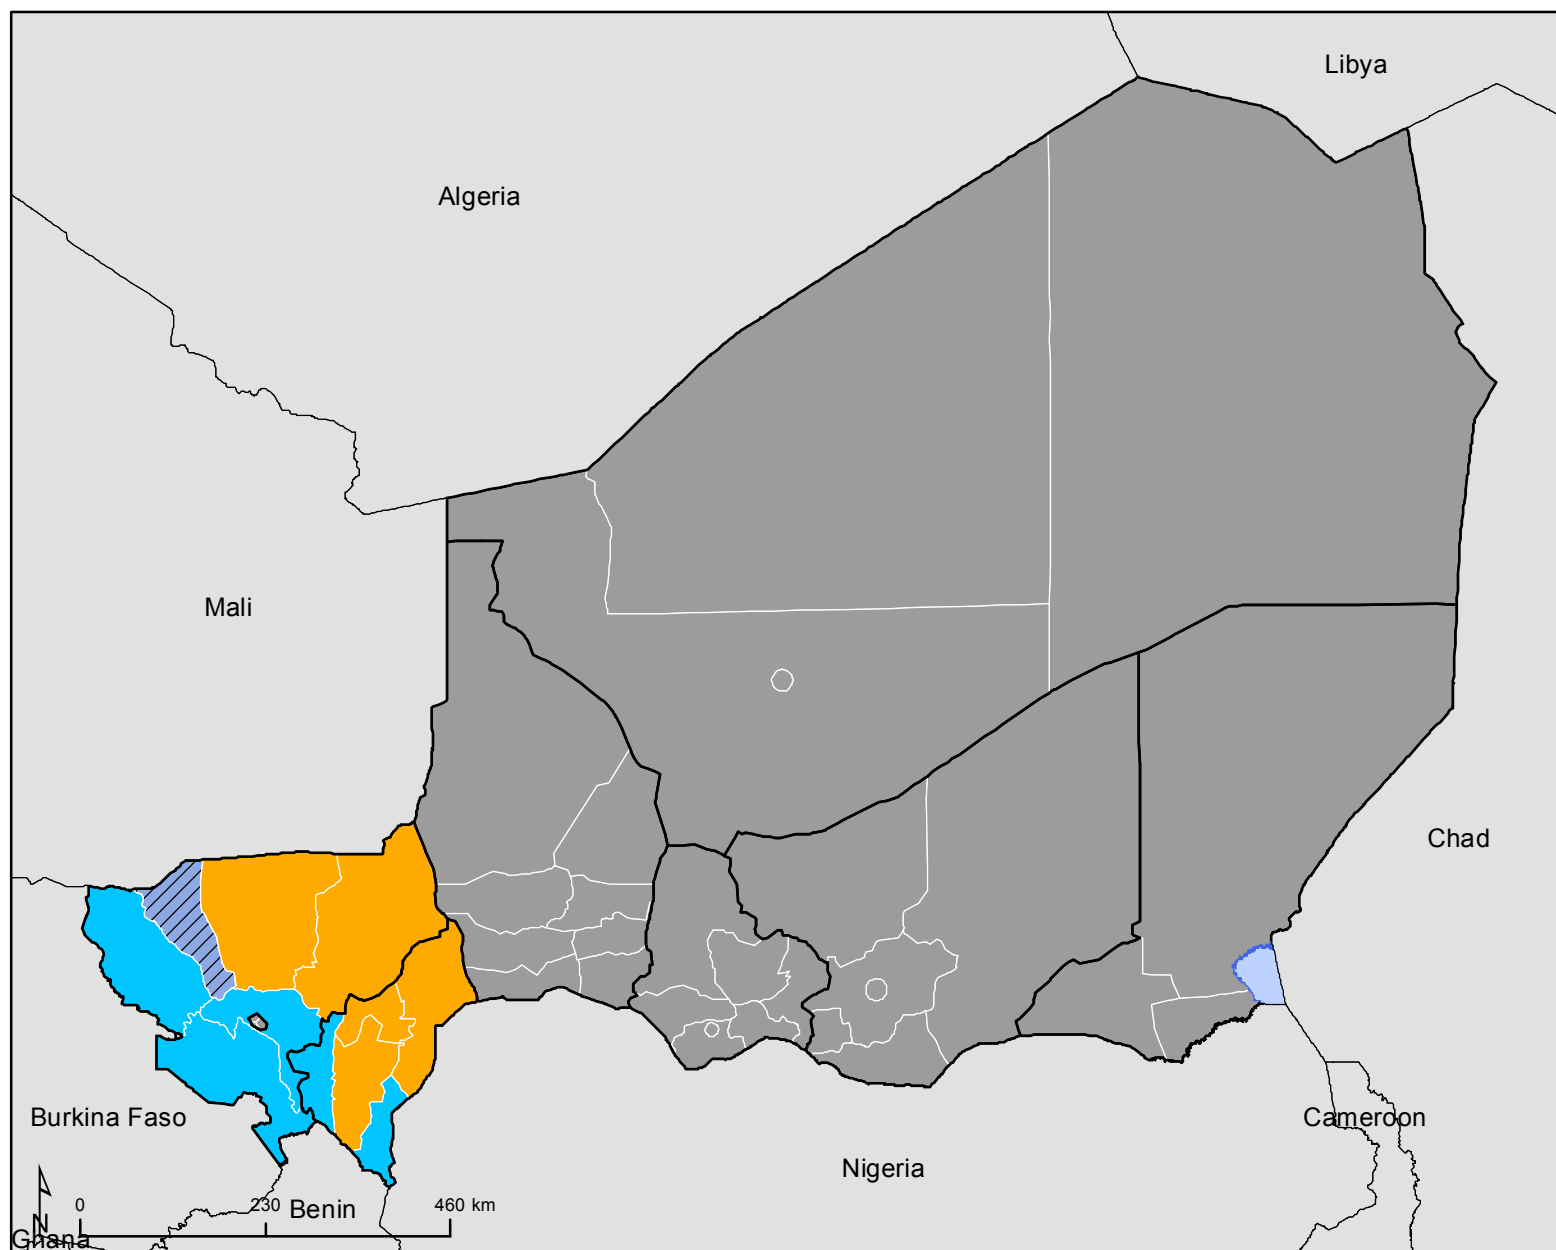 Libya
Algeria
Mali
Chad
Burkina Faso
Cameroon
Nigeria
0 230 460 km
Benin
N
Ghana